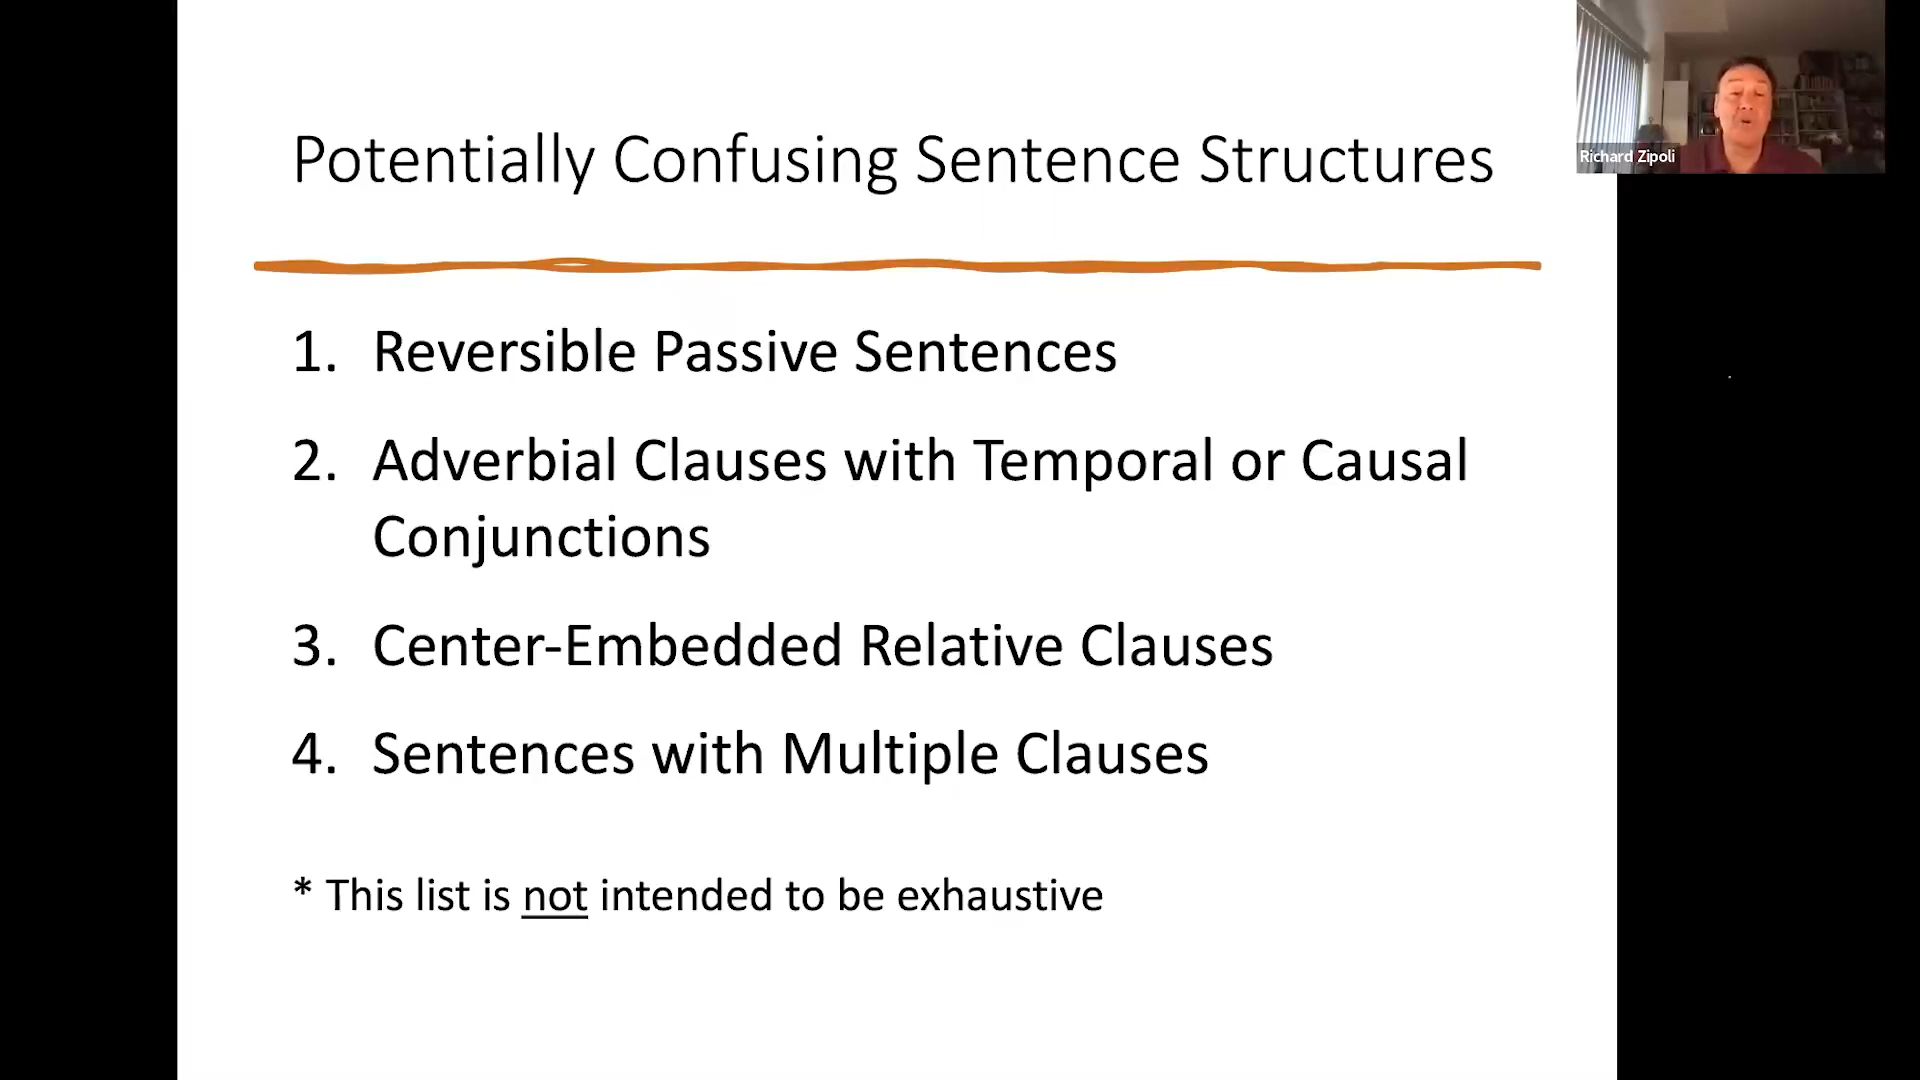 Potentially Confusing Sentence Structures
Richard Zipoli
1. Reversible Passive Sentences
2. Adverbial Clauses with Temporal or Causal
Conjunctions
3. Center-Embedded Relative Clauses
4. Sentences with Multiple Clauses
* This list is not intended to be exhaustive